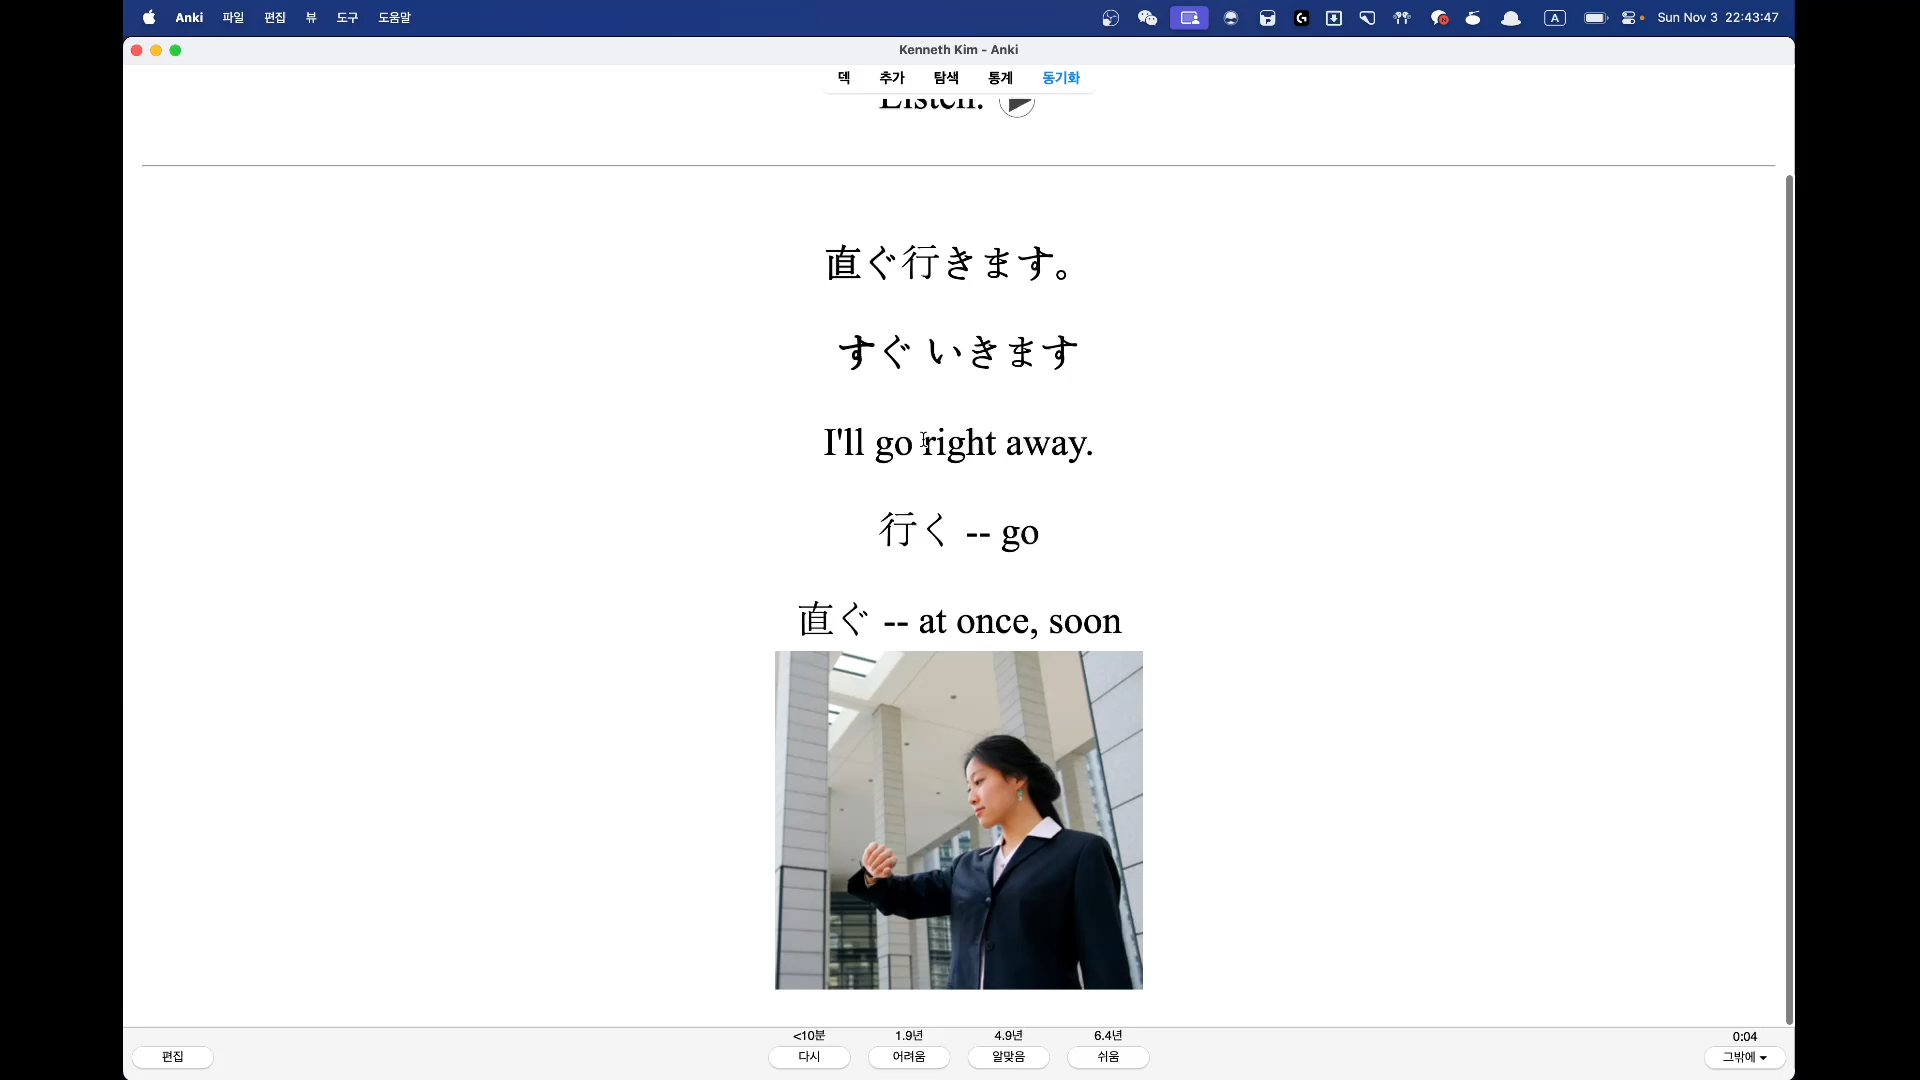 Anki 파일 편집 뷰 도구 도움말 A Sun Nov 3 22:43:47
Kenneth Kim - Anki
덱 추가 탐색 통계 동기화
Listen.
直ぐ行きます。
すぐ いきます
I'll go right away.
行く -- go
直ぐ -- at once, soon
<10분 1.9년 4.9년 6.4년 0:04
편집 다시 어려움 알맞음 쉬움 그밖에